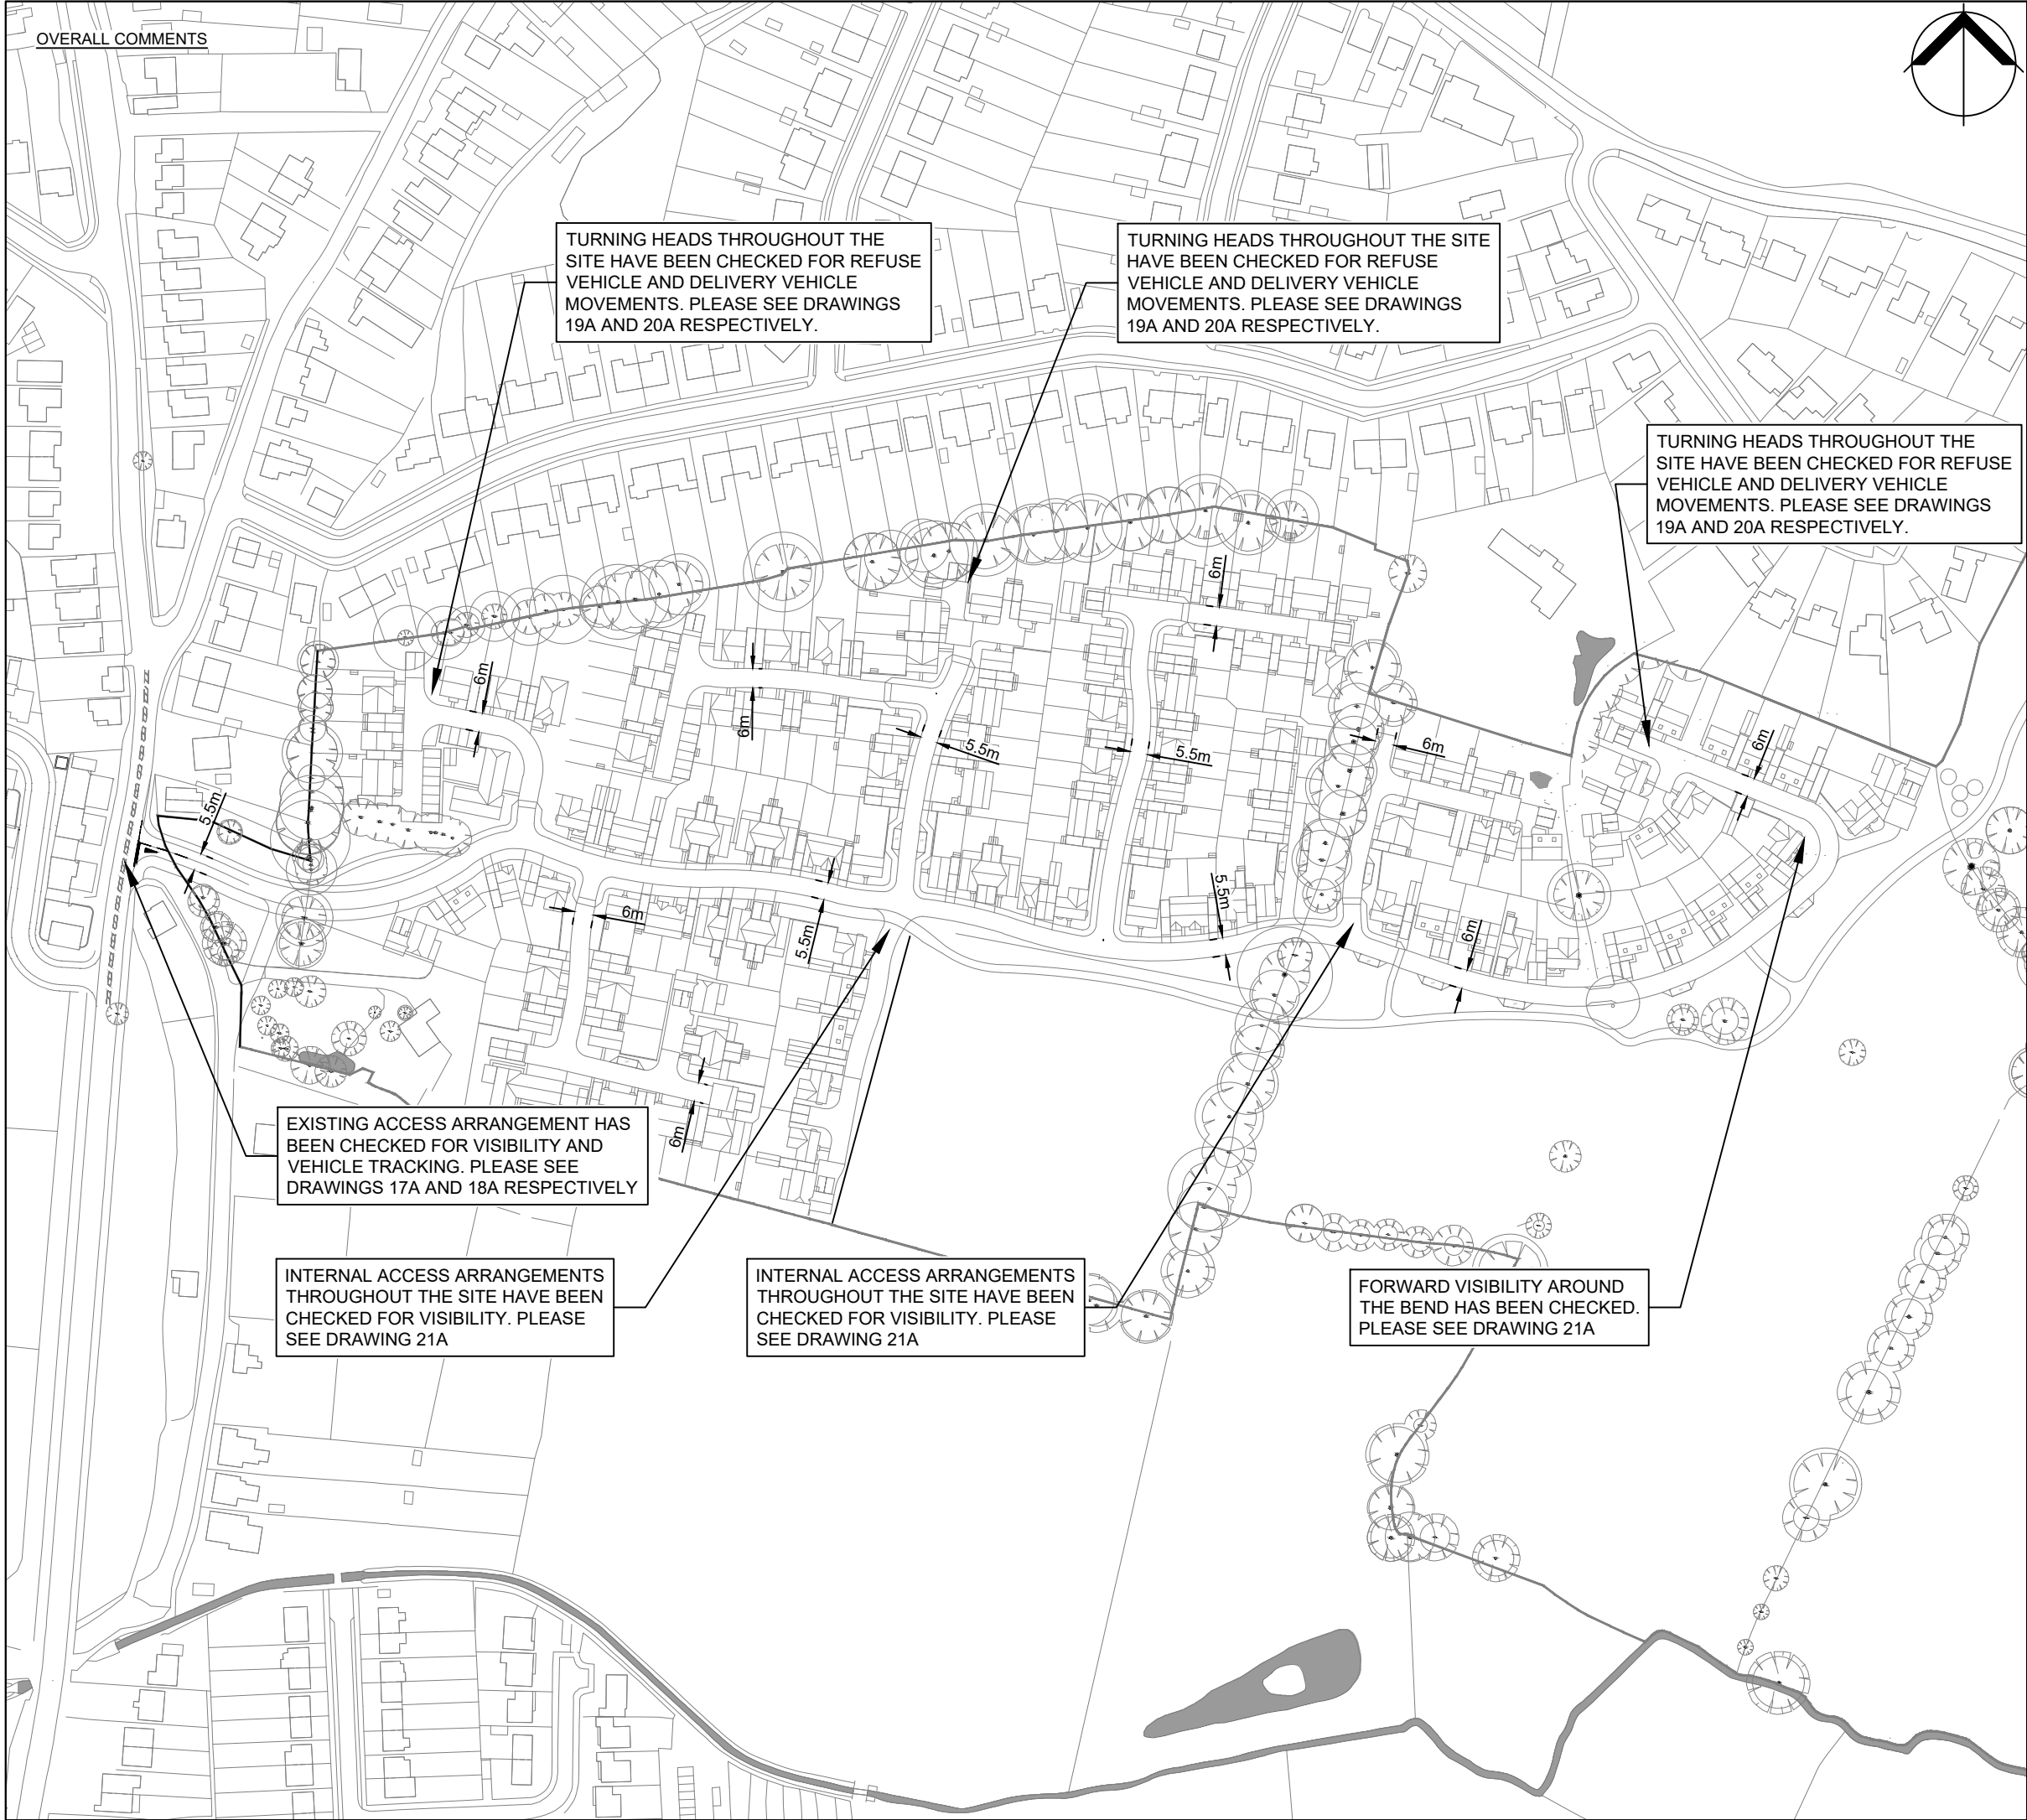 OVERALL COMMENTS
TURNING HEADS THROUGHOUT THE
SITE HAVE BEEN CHECKED FOR REFUSE
VEHICLE AND DELIVERY VEHICLE
MOVEMENTS. PLEASE SEE DRAWINGS
19A AND 20A RESPECTIVELY.
TURNING HEADS THROUGHOUT THE SITE
HAVE BEEN CHECKED FOR REFUSE
VEHICLE AND DELIVERY VEHICLE
MOVEMENTS. PLEASE SEE DRAWINGS
19A AND 20A RESPECTIVELY.
TURNING HEADS THROUGHOUT THE
SITE HAVE BEEN CHECKED FOR REFUSE
VEHICLE AND DELIVERY VEHICLE
MOVEMENTS. PLEASE SEE DRAWINGS
19A AND 20A RESPECTIVELY.
6m
6m
6m
5.5m
5.5m
6m
6m
5.5m
6m
5.5m
5.5m
6m
6m
EXISTING ACCESS ARRANGEMENT HAS
BEEN CHECKED FOR VISIBILITY AND
VEHICLE TRACKING. PLEASE SEE
DRAWINGS 17A AND 18A RESPECTIVELY
INTERNAL ACCESS ARRANGEMENTS
THROUGHOUT THE SITE HAVE BEEN
CHECKED FOR VISIBILITY. PLEASE
SEE DRAWING 21A
INTERNAL ACCESS ARRANGEMENTS
THROUGHOUT THE SITE HAVE BEEN
CHECKED FOR VISIBILITY. PLEASE
SEE DRAWING 21A
FORWARD VISIBILITY AROUND
THE BEND HAS BEEN CHECKED.
PLEASE SEE DRAWING 21A